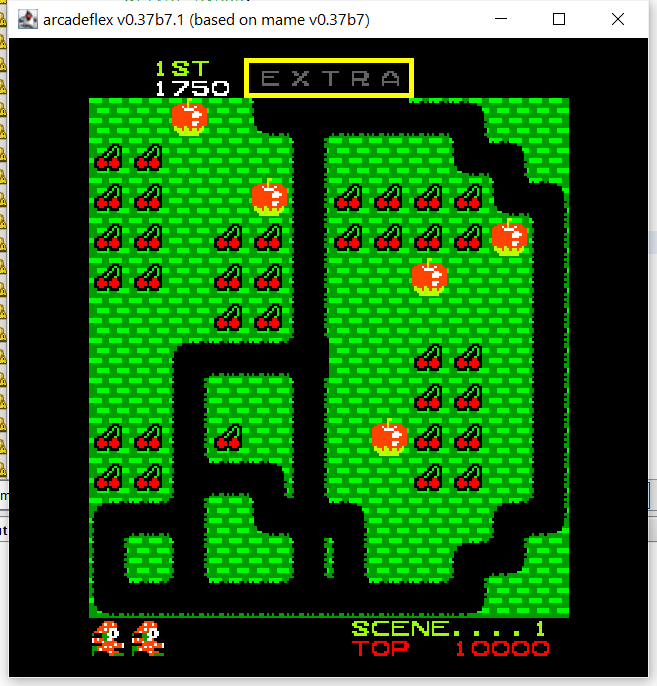 arcadeflex v0.37b7.1 (based on mame v0.37b7)
1ST
EXTRA
1750
SCENE....1
TOP 10000